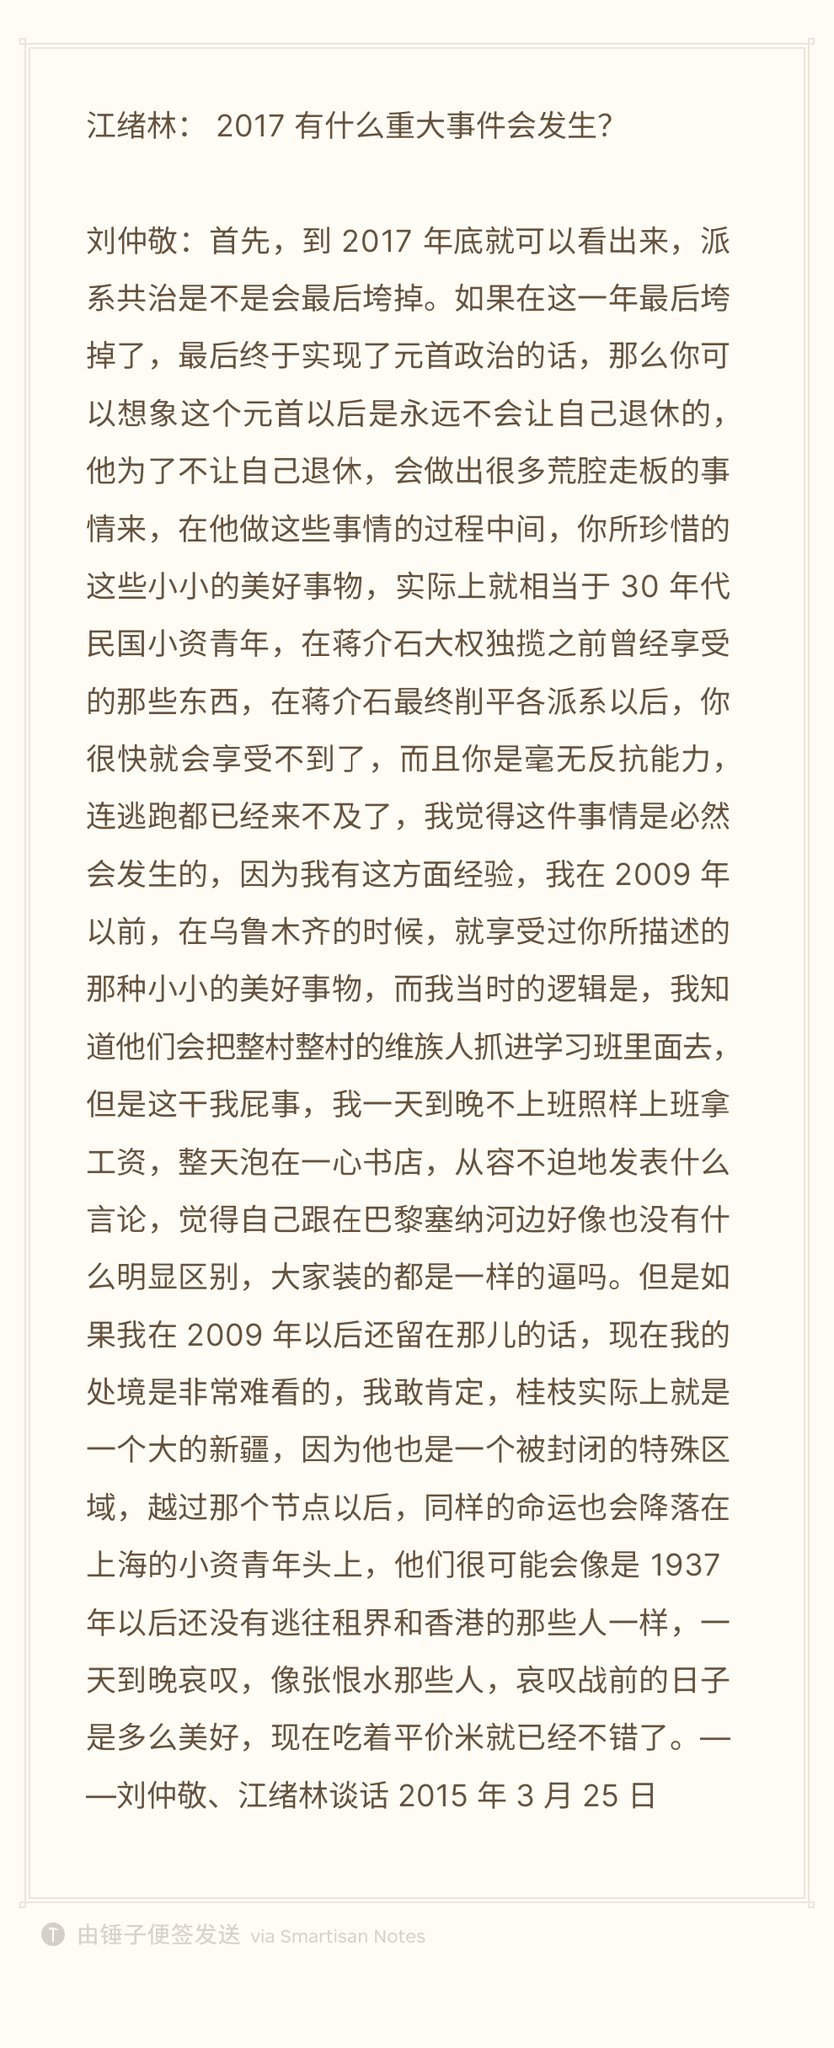 江绪林： 2017 有什么重大事件会发生？
刘仲敬：首先，到 2017 年底就可以看出来，派
系共治是不是会最后垮掉。如果在这一年最后垮
掉了，最后终于实现了元首政治的话，那么你可
以想象这个元首以后是永远不会让自己退休的，
他为了不让自己退休，会做出很多荒腔走板的事
情来，在他做这些事情的过程中间，你所珍惜的
这些小小的美好事物，实际上就相当于 30 年代
民国小资青年，在蒋介石大权独揽之前曾经享受
的那些东西，在蒋介石最终削平各派系以后，你
很快就会享受不到了，而且你是毫无反抗能力，
连逃跑都已经来不及了，我觉得这件事情是必然
会发生的，因为我有这方面经验，我在 2009 年
以前，在乌鲁木齐的时候，就享受过你所描述的
那种小小的美好事物，而我当时的逻辑是，我知
道他们会把整村整村的维族人抓进学习班里面去，
但是这干我屁事，我一天到晚不上班照样上班拿
工资，整天泡在一心书店，从容不迫地发表什么
言论，觉得自己跟在巴黎塞纳河边好像也没有什
么明显区别，大家装的都是一样的逼吗。但是如
果我在 2009 年以后还留在那儿的话，现在我的
处境是非常难看的，我敢肯定，桂枝实际上就是
一个大的新疆，因为他也是一个被封闭的特殊区
域，越过那个节点以后，同样的命运也会降落在
上海的小资青年头上，他们很可能会像是 1937
年以后还没有逃往租界和香港的那些人一样，一
天到晚哀叹，像张恨水那些人，哀叹战前的日子
是多么美好，现在吃着平价米就已经不错了。—
—刘仲敬、江绪林谈话 2015 年 3 月 25 日
由锤子便签发送 via Smartisan Notes